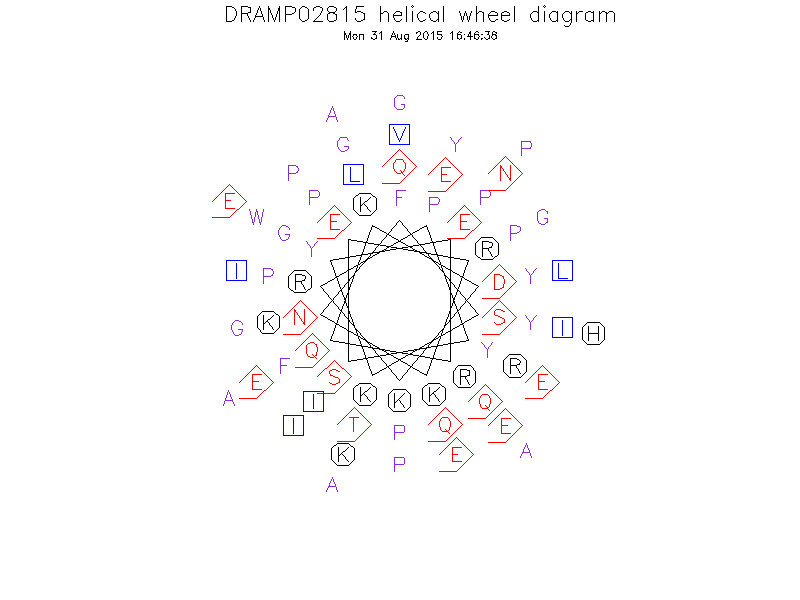 DRAMP02815 helical wheel diagram
Mon 31 Aug 2015 16:46:38
G
A
V
G Y P
P L Q E N
E P K F P P
W E E G
G Y R P
I P R D Y L
G K N S Y I H
F Q Y R
E S R E
A I K K K Q
I T P Q E
K P E A
A